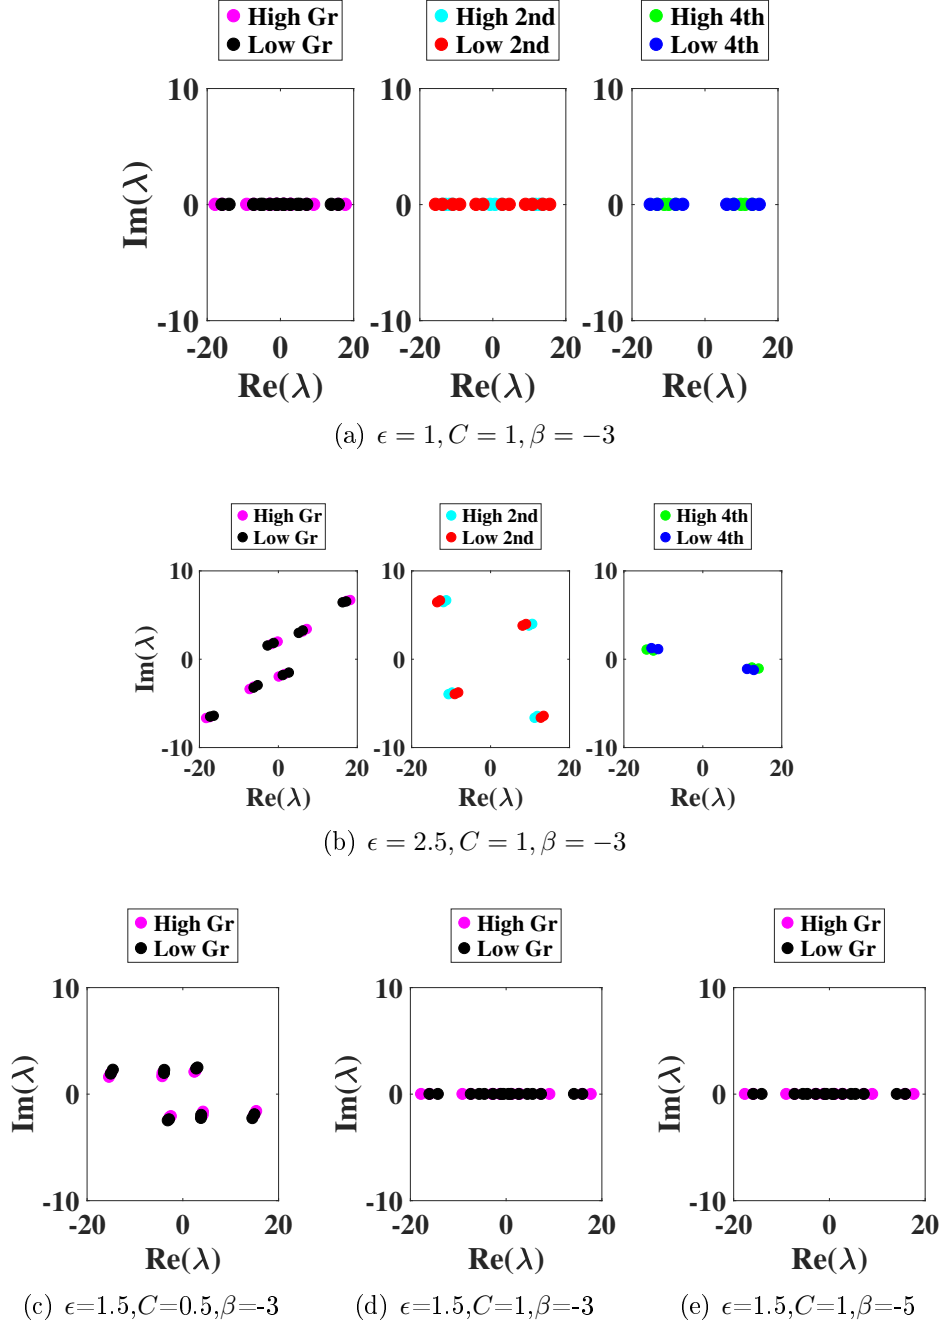 High Gr
Low Gr
High 2nd
Low 2nd
High 4th
Low 4th
10
0
-10
-20 0 20
Im(λ)
Re(λ)
10
0
-10
-20 0 20
Re(λ)
10
0
-10
-20 0 20
Re(λ)
(a) ϵ = 1, C = 1, β = −3
High Gr
Low Gr
High 2nd
Low 2nd
High 4th
Low 4th
10
0
-10
-20 0 20
Im(λ)
Re(λ)
10
0
-10
-20 0 20
Re(λ)
10
0
-10
-20 0 20
Re(λ)
(b) ϵ = 2.5, C = 1, β = −3
High Gr
Low Gr
10
0
-10
-20 0 20
Im(λ)
Re(λ)
(c) ϵ=1.5,C=0.5,β=-3
High Gr
Low Gr
10
0
-10
-20 0 20
Im(λ)
Re(λ)
(d) ϵ=1.5,C=1,β=-3
High Gr
Low Gr
10
0
-10
-20 0 20
Im(λ)
Re(λ)
(e) ϵ=1.5,C=1,β=-5